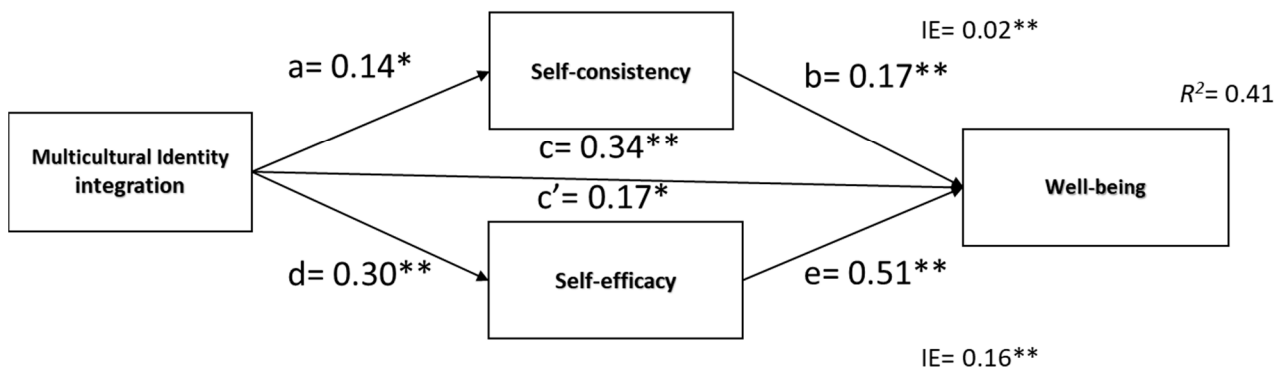 IE= 0.02**
a= 0.14*
Self-consistency
b= 0.17**
R²= 0.41
c= 0.34**
Multicultural Identity
integration
Well-being
c’= 0.17*
d= 0.30**
Self-efficacy
e= 0.51**
IE= 0.16**